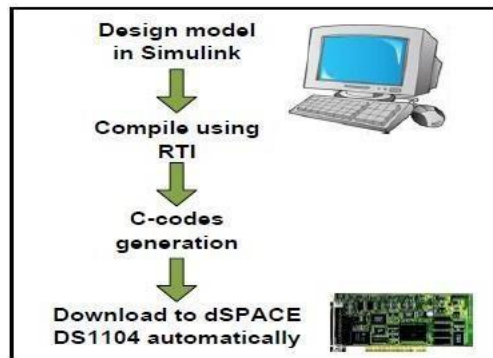 Design model
in Simulink
Compile using
RTI
C-codes
generation
Download to dSPACE
DS1104 automatically